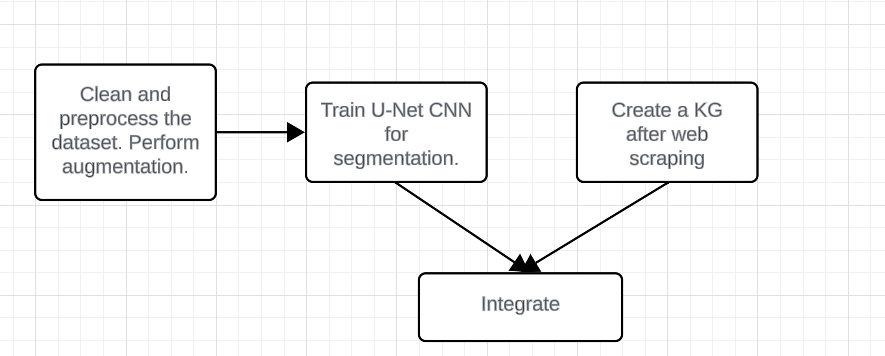 Clean and
preprocess the
dataset. Perform
augmentation.
Train U-Net CNN
for
segmentation.
Create a KG
after web
scraping
Integrate